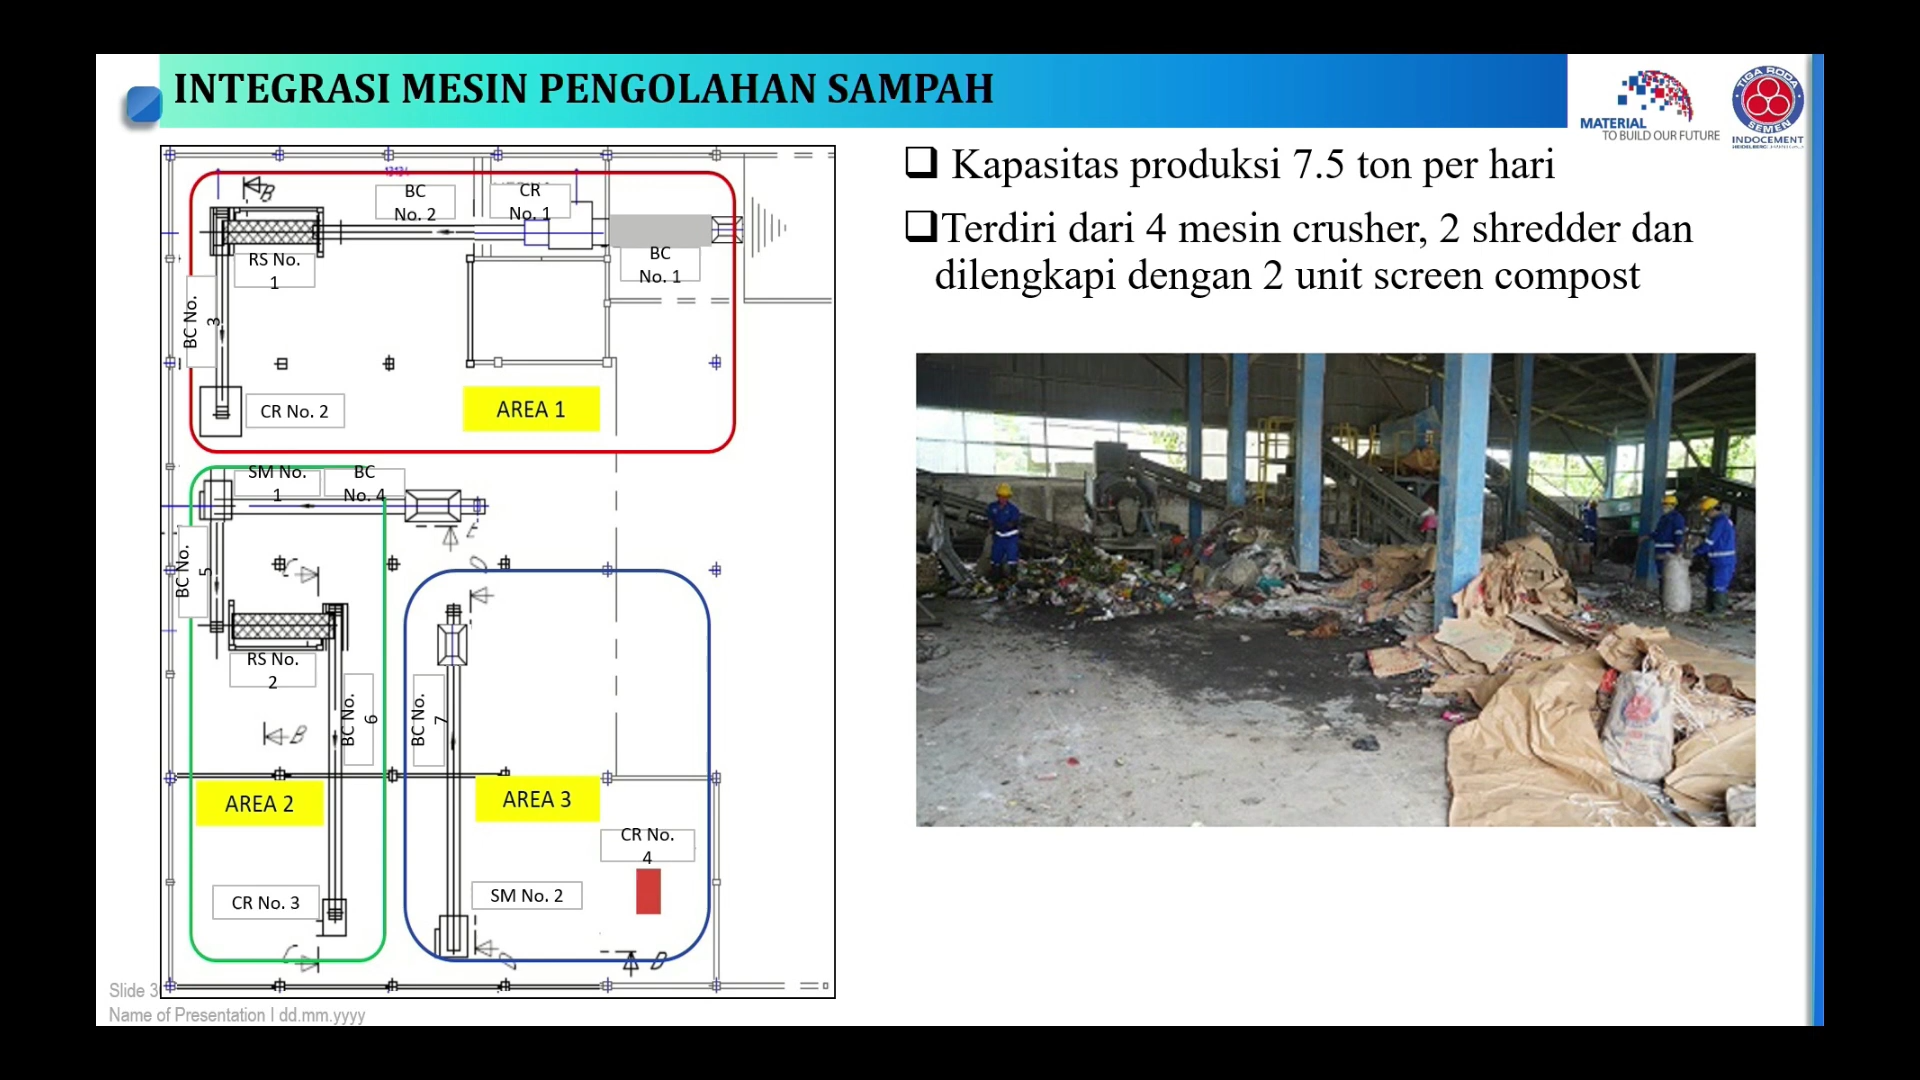 INTEGRASI MESIN PENGOLAHAN SAMPAH
MATERIAL
TO BUILD OUR FUTURE
TIGA RODA
SEMEN
INDOCEMENT
Kapasitas produksi 7.5 ton per hari
Terdiri dari 4 mesin crusher, 2 shredder dan
dilengkapi dengan 2 unit screen compost
B
BC
No. 2
CR
No. 1
BC
No. 1
RS No.
1
BC No.
3
CR No. 2
AREA 1
SM No.
1
BC
No. 4
E
BC No.
5
C
D
RS No.
2
BC No.
6
BC No.
7
B
AREA 2
AREA 3
CR No.
4
CR No. 3
SM No. 2
C
D
B
Slide 3
Name of Presentation I dd.mm.yyyy